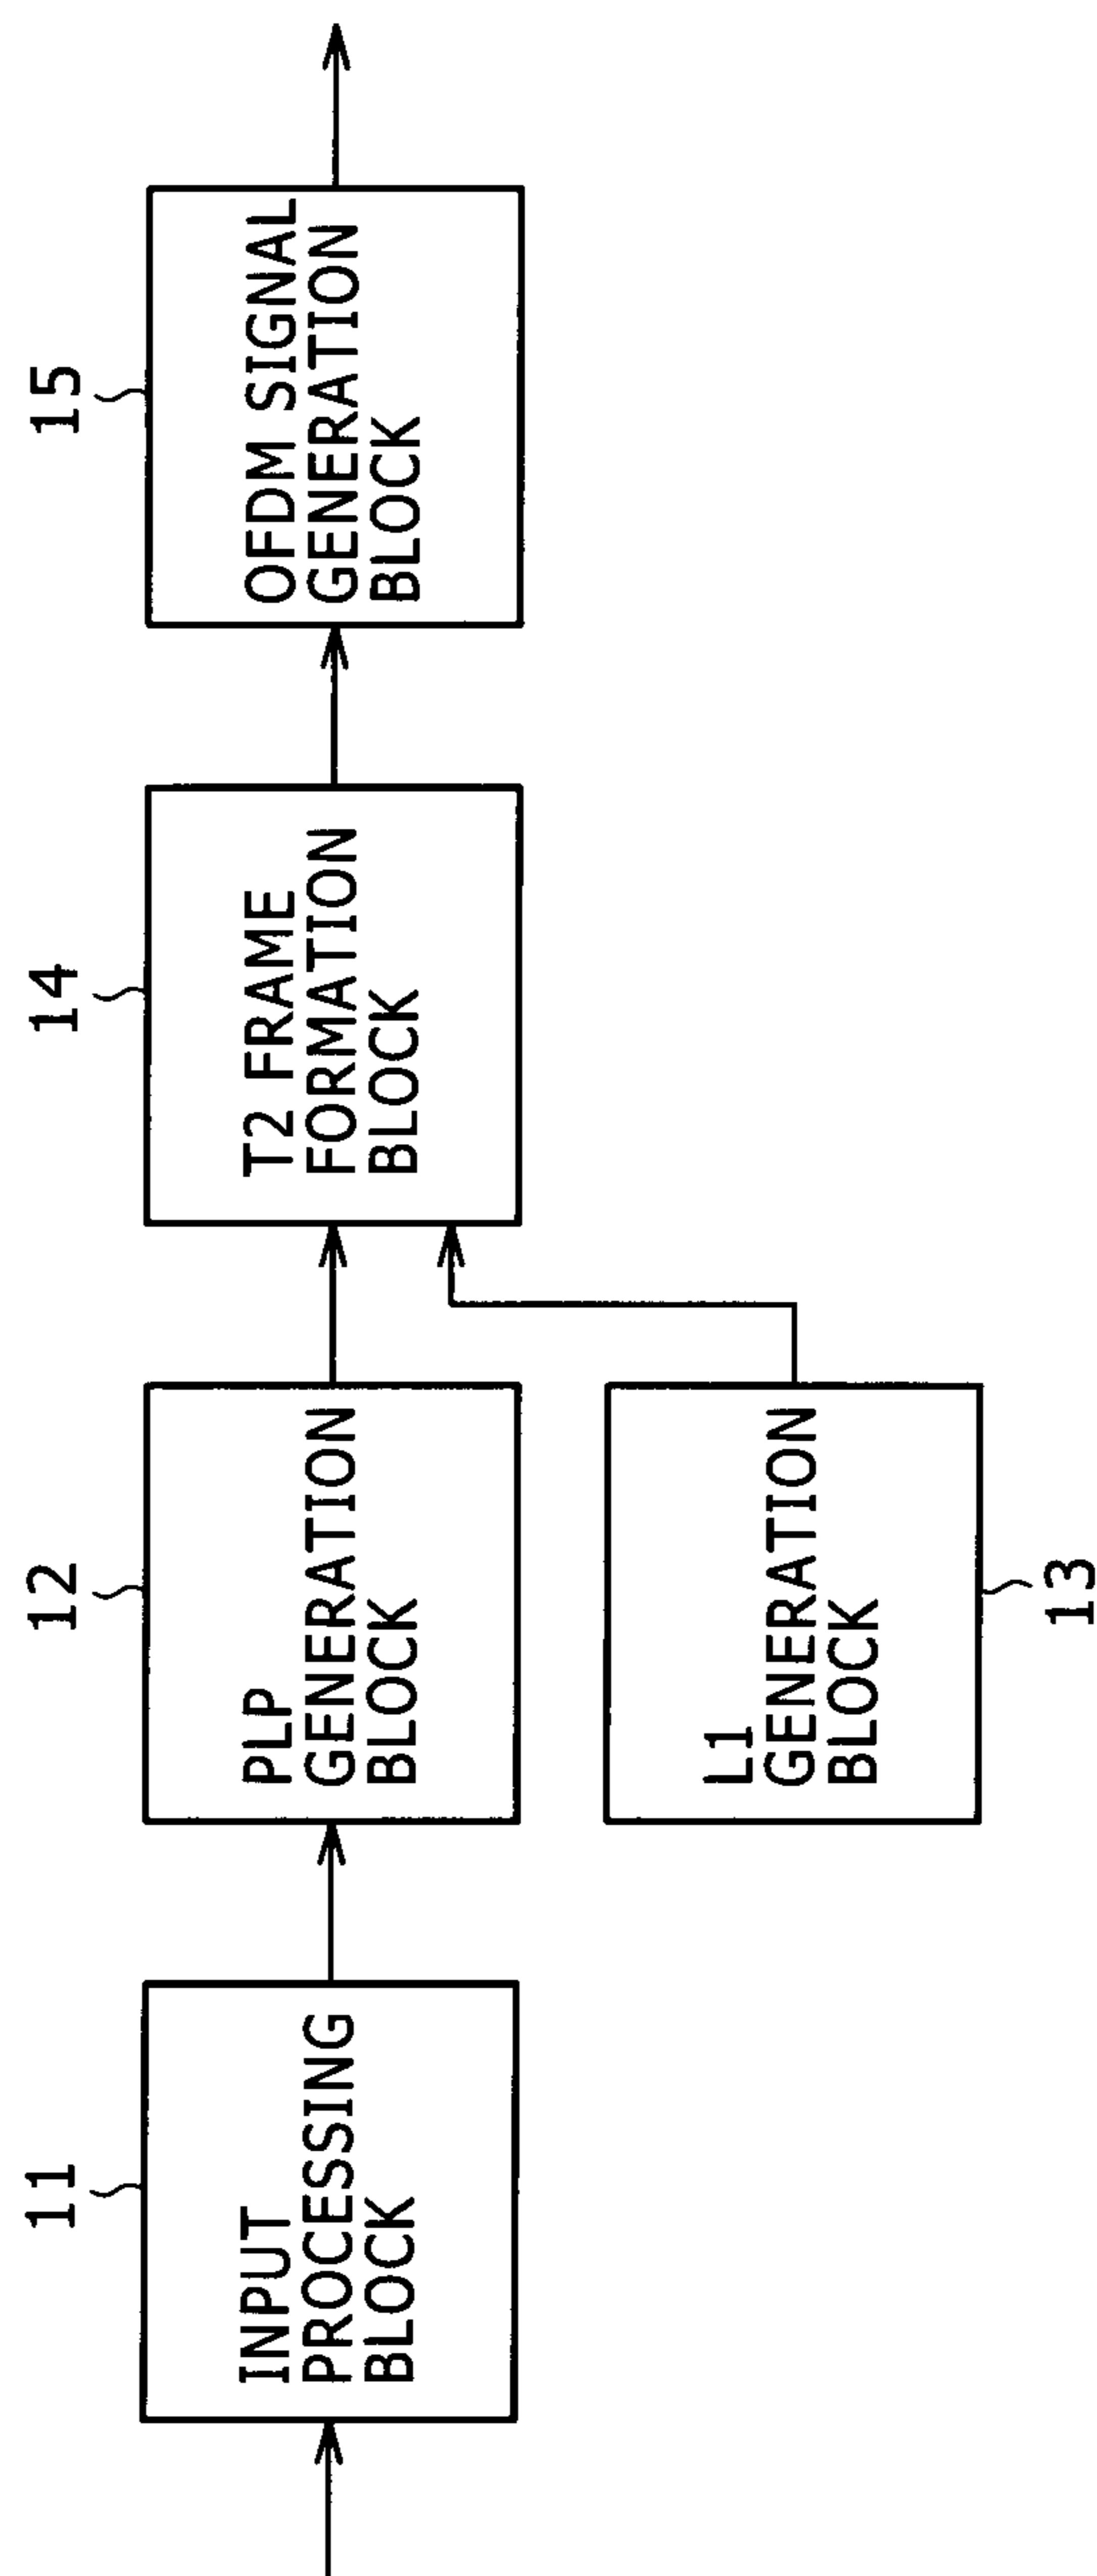 11
INPUT
PROCESSING
BLOCK
12
PLP
GENERATION
BLOCK
L1
GENERATION
BLOCK
13
14
T2 FRAME
FORMATION
BLOCK
15
OFDM SIGNAL
GENERATION
BLOCK